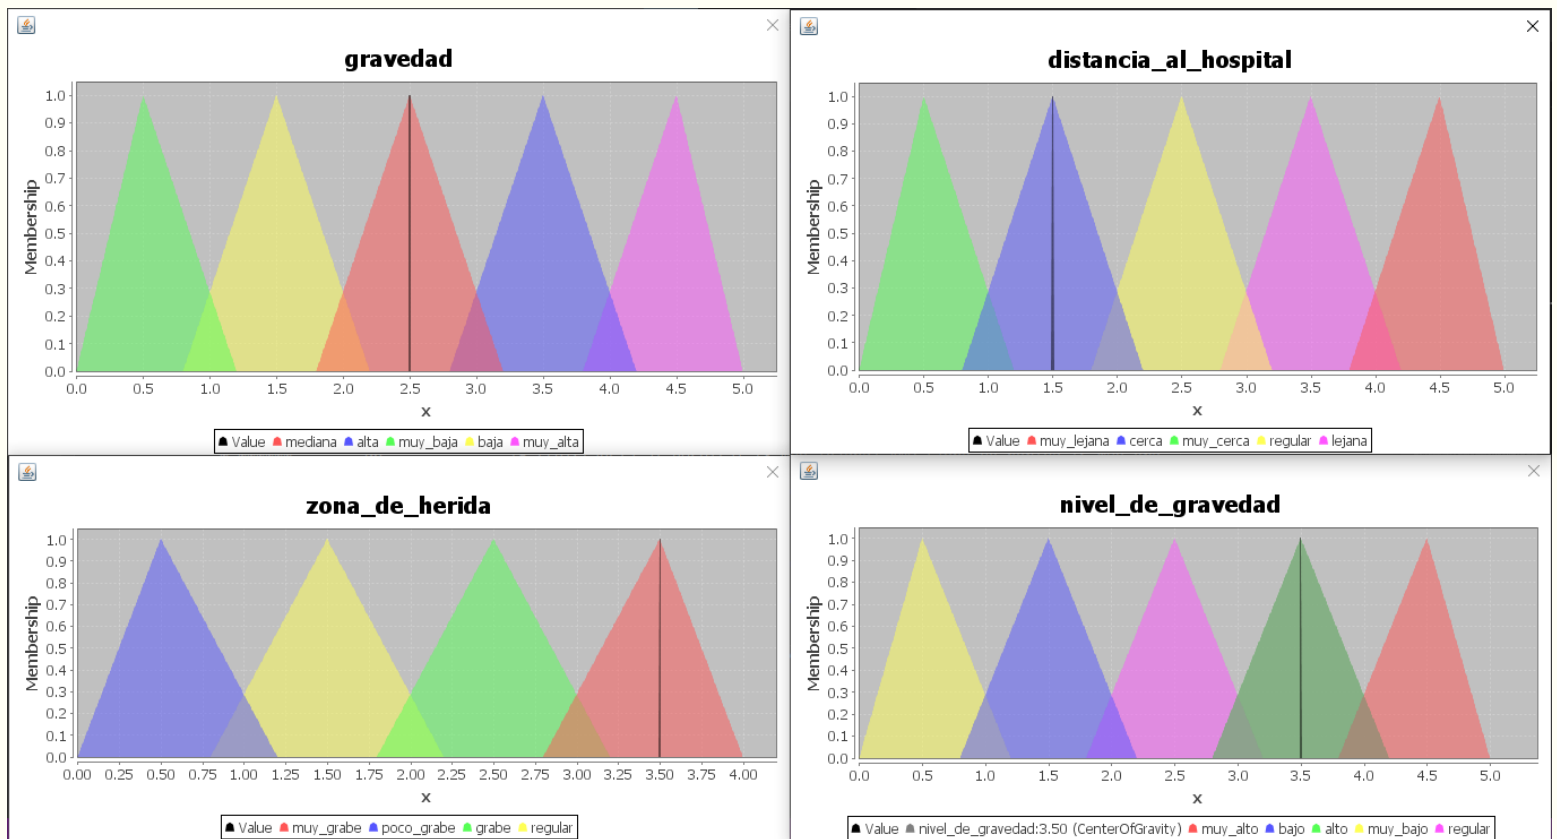 gravedad
1.0
0.9
0.8
0.7
0.6
0.5
0.4
0.3
0.2
0.1
0.0
Membership
0.0 0.5 1.0 1.5 2.0 2.5 3.0 3.5 4.0 4.5 5.0
x
Value mediana alta muy_baja baja muy_alta
distancia_al_hospital
1.0
0.9
0.8
0.7
0.6
0.5
0.4
0.3
0.2
0.1
0.0
Membership
0.0 0.5 1.0 1.5 2.0 2.5 3.0 3.5 4.0 4.5 5.0
x
Value muy_lejana cerca muy_cerca regular lejana
zona_de_herida
1.0
0.9
0.8
0.7
0.6
0.5
0.4
0.3
0.2
0.1
0.0
Membership
0.00 0.25 0.50 0.75 1.00 1.25 1.50 1.75 2.00 2.25 2.50 2.75 3.00 3.25 3.50 3.75 4.00
x
Value muy_grabe poco_grabe grabe regular
nivel_de_gravedad
1.0
0.9
0.8
0.7
0.6
0.5
0.4
0.3
0.2
0.1
0.0
Membership
0.0 0.5 1.0 1.5 2.0 2.5 3.0 3.5 4.0 4.5 5.0
x
Value nivel_de_gravedad:3.50 (CenterOfGravity) muy_alto bajo alto muy_bajo regular